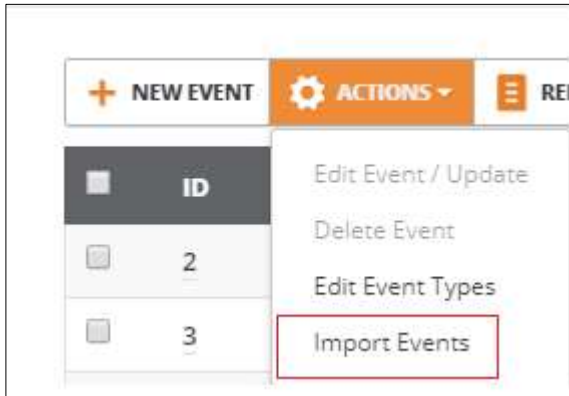 NEW EVENT ACTIONS
ID
Edit Event / Update
Delete Event
2
Edit Event Types
3
Import Events